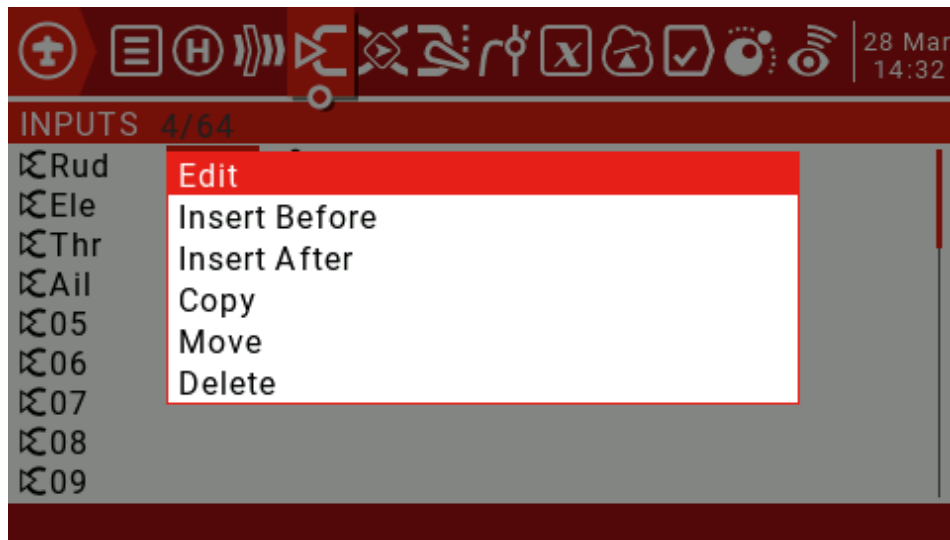 28 Mar
14:32
INPUTS 4/64
Rud
Ele
Thr
Ail
05
06
07
08
09
Edit
Insert Before
Insert After
Copy
Move
Delete